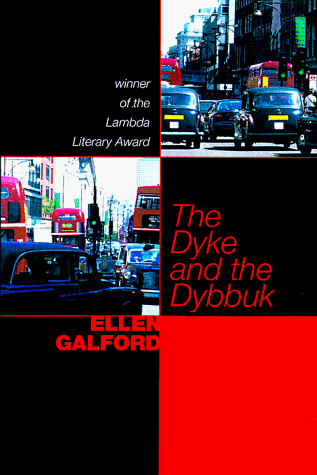 winner
of the
Lambda
Literary Award
The
Dyke
and the
Dybbuk
ELLEN
GALFORD